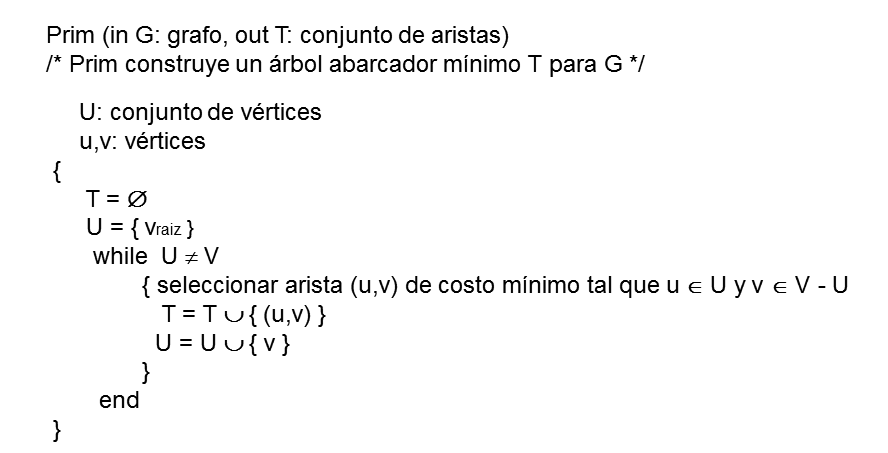 Prim (in G: grafo, out T: conjunto de aristas)
/* Prim construye un árbol abarcador mínimo T para G */
U: conjunto de vértices
u,v: vértices
{
T = ∅
U = { vraiz }
while U ≠ V
{ seleccionar arista (u,v) de costo mínimo tal que u ∈ U y v ∈ V - U
T = T ∪ { (u,v) }
U = U ∪ { v }
}
end
}